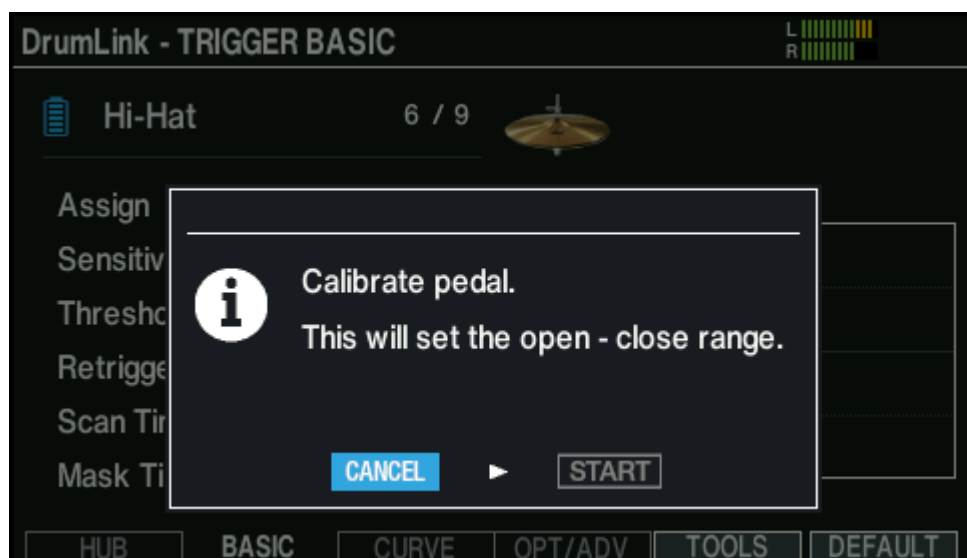 DrumLink - TRIGGER BASIC
L
R
Hi-Hat 6 / 9
Assign
Sensitiv
Thresho
Retrigge
Scan Tir
Mask Ti
Calibrate pedal.
This will set the open - close range.
CANCEL START
HUB BASIC CURVE OPT/ADV TOOLS DEFAULT